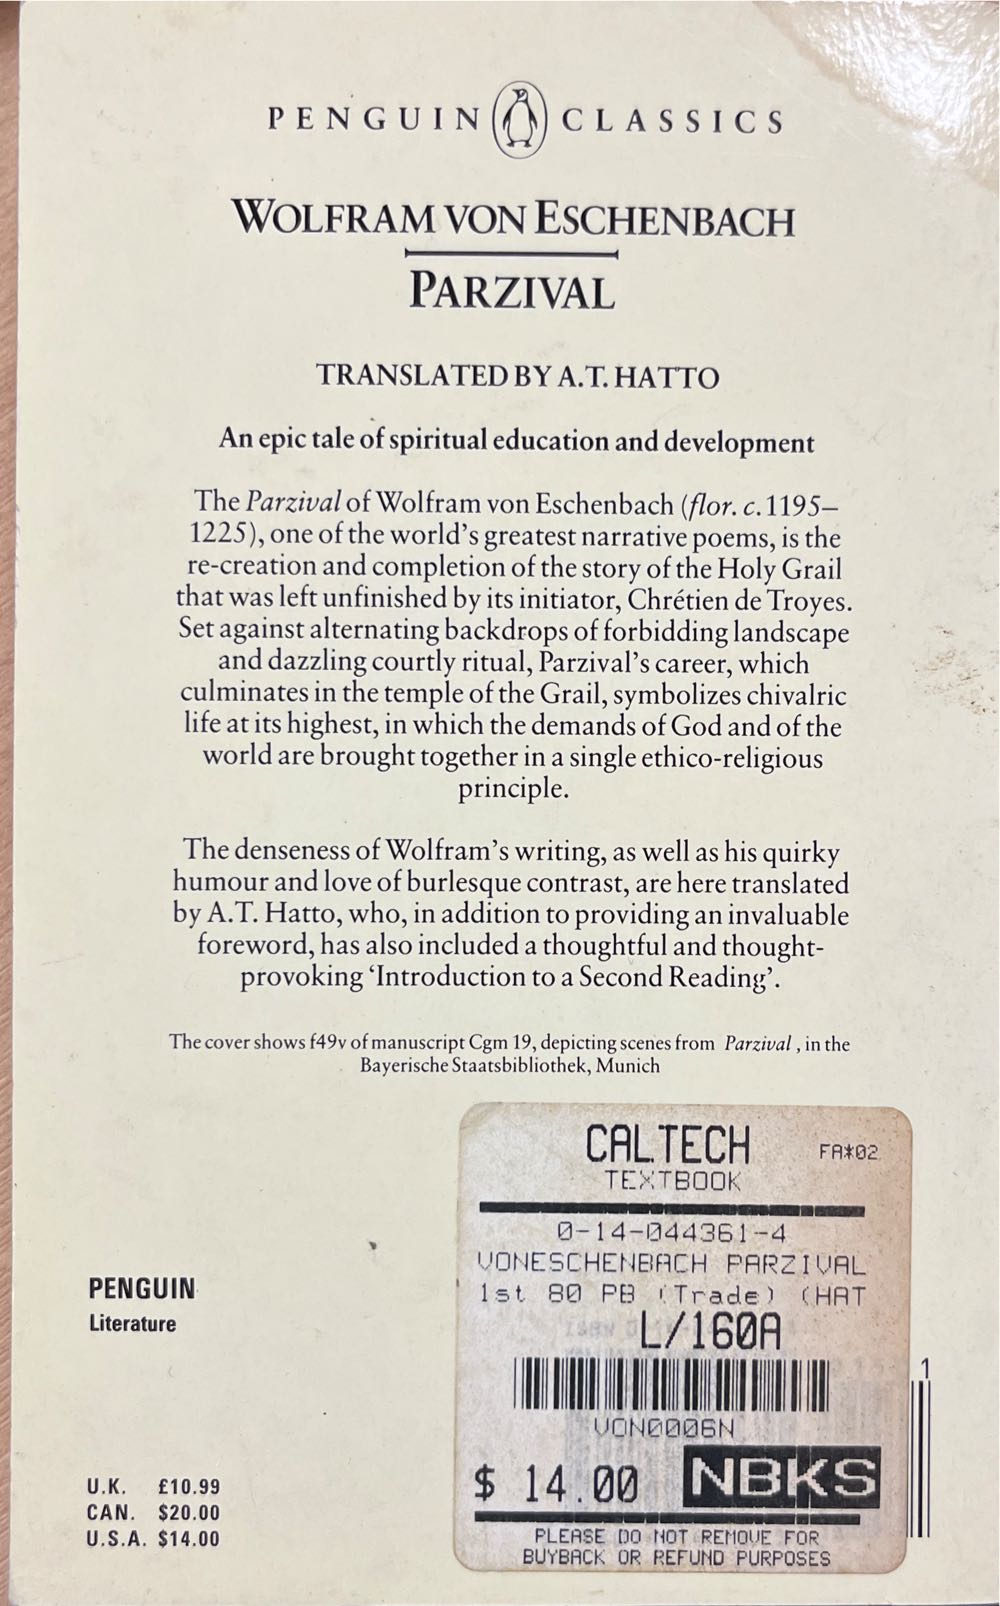 PENGUIN CLASSICS
WOLFRAM VON ESCHENBACH
PARZIVAL
TRANSLATED BY A.T. HATTO
An epic tale of spiritual education and development
The Parzival of Wolfram von Eschenbach (flor. c. 1195–
1225), one of the world's greatest narrative poems, is the
re-creation and completion of the story of the Holy Grail
that was left unfinished by its initiator, Chrétien de Troyes.
Set against alternating backdrops of forbidding landscape
and dazzling courtly ritual, Parzival's career, which
culminates in the temple of the Grail, symbolizes chivalric
life at its highest, in which the demands of God and of the
world are brought together in a single ethico-religious
principle.
The denseness of Wolfram's writing, as well as his quirky
humour and love of burlesque contrast, are here translated
by A.T. Hatto, who, in addition to providing an invaluable
foreword, has also included a thoughtful and thought-
provoking 'Introduction to a Second Reading'.
The cover shows f49v of manuscript Cgm 19, depicting scenes from Parzival, in the
Bayerische Staatsbibliothek, Munich
CALTECH FA*02
TEXTBOOK
0-14-044361-4
VONESCHENBACH PARZIVAL
1st 80 PB (Trade) (HAT
L/160A
VON0006N
$ 14.00 NBKS
PLEASE DO NOT REMOVE FOR
BUYBACK OR REFUND PURPOSES
1
PENGUIN
Literature
U.K. £10.99
CAN. $20.00
U.S.A. $14.00